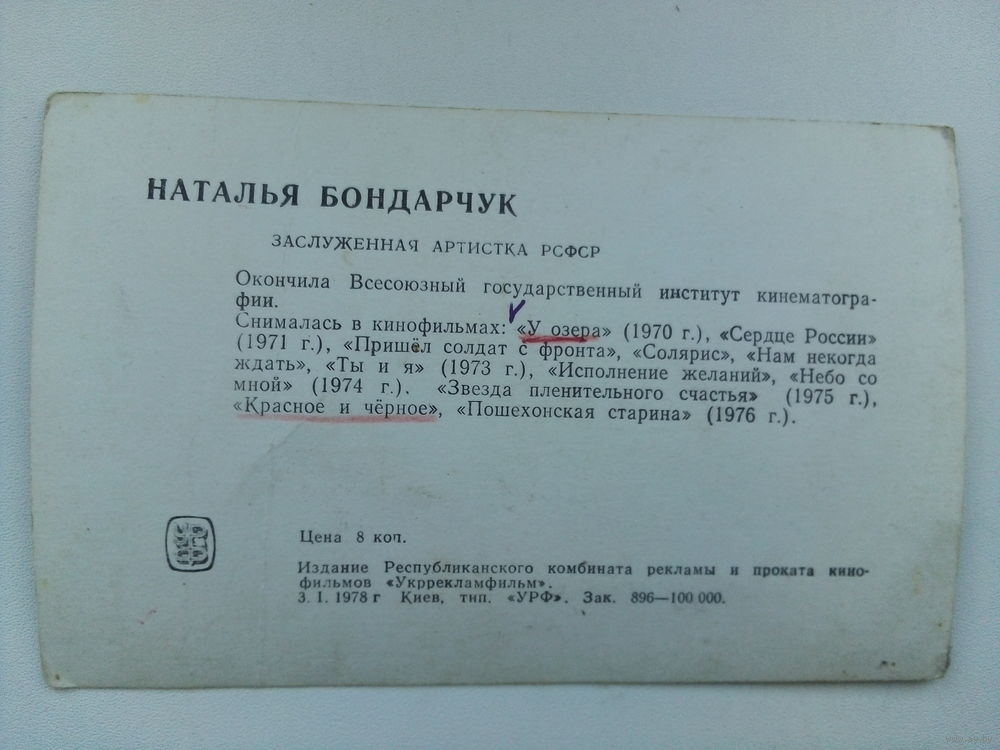 НАТАЛЬЯ БОНДАРЧУК
ЗАСЛУЖЕННАЯ АРТИСТКА РСФСР
Окончила Всесоюзный государственный институт кинематогра-
фии.
Снималась в кинофильмах: «У озера» (1970 г.), «Сердце России»
(1971 г.), «Пришёл солдат с фронта», «Солярис», «Нам некогда
ждать», «Ты и я» (1973 г.), «Исполнение желаний», «Небо со
мной» (1974 г.). «Звезда пленительного счастья» (1975 г.),
«Красное и чёрное», «Пошехонская старина» (1976 г.).
Цена 8 коп.
Издание Республиканского комбината рекламы и проката кино-
фильмов «Укррекламфильм».
3. I. 1978 г Киев, тип. «УРФ». Зак. 896—100 000.